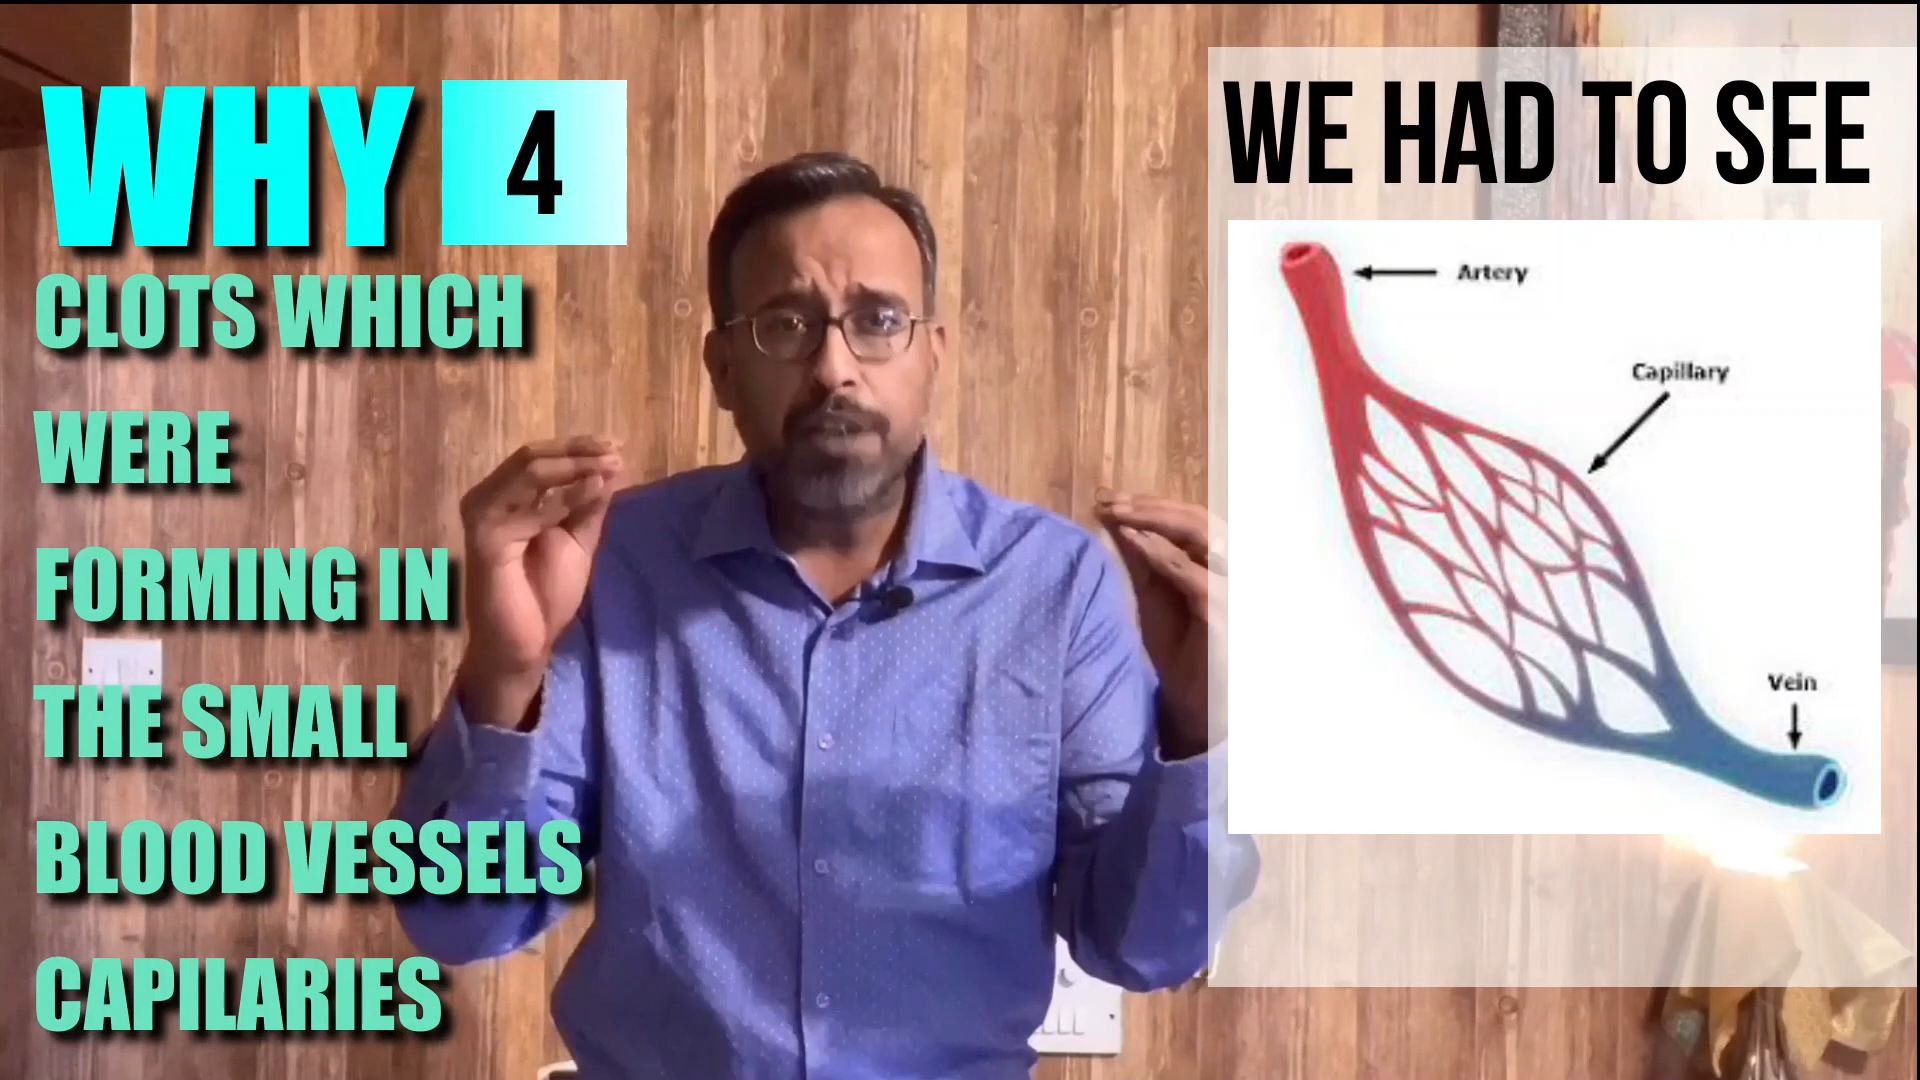 WHY 4
CLOTS WHICH
WERE
FORMING IN
THE SMALL
BLOOD VESSELS
CAPILARIES
WE HAD TO SEE
Artery
Capillary
Vein